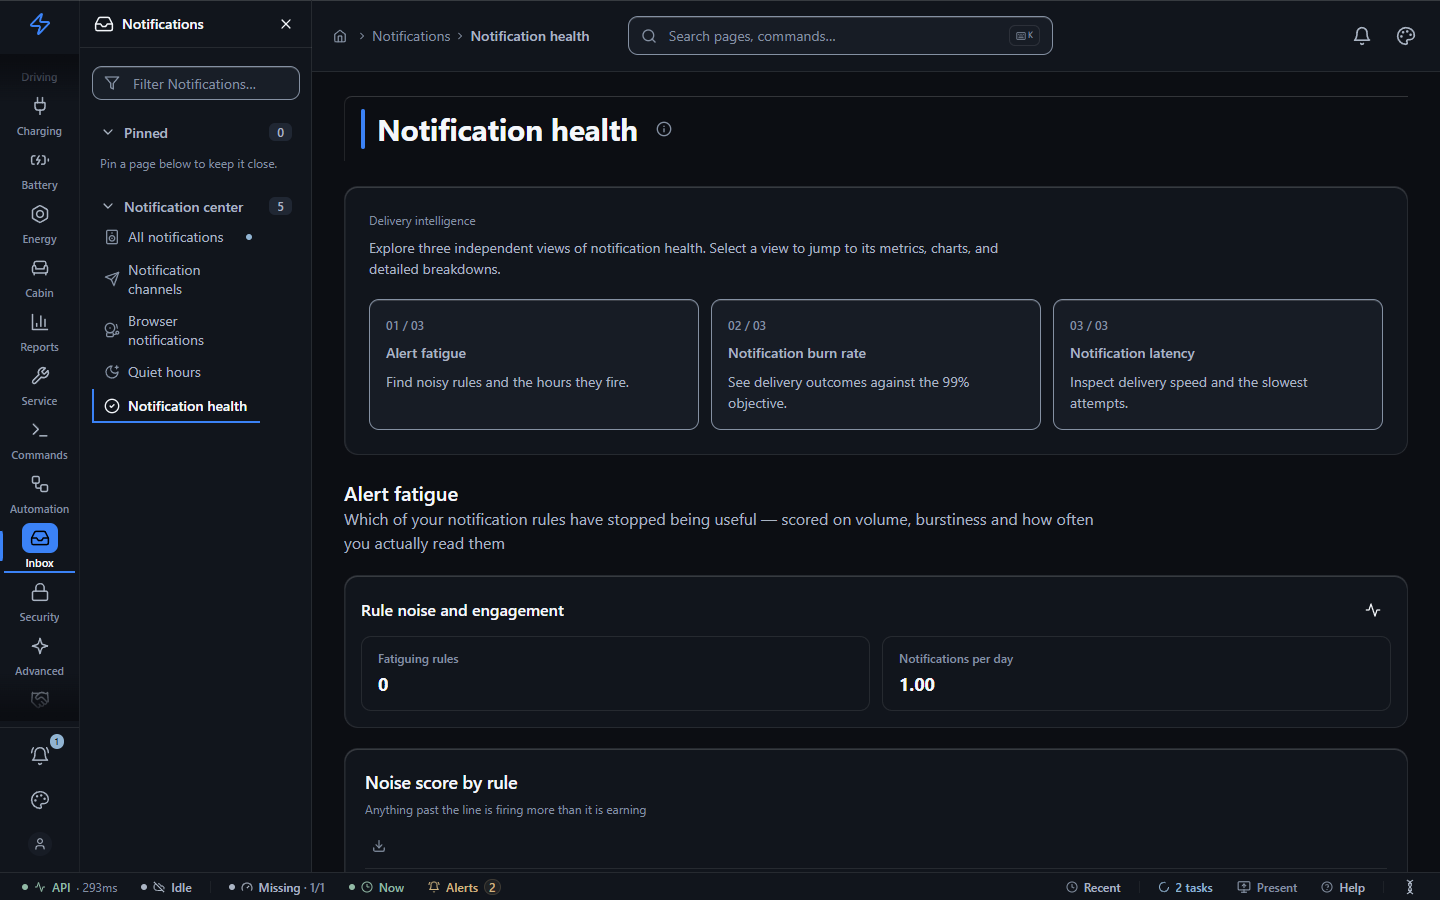 Notifications
Notifications
Notification health
Search pages, commands...
K
Driving
Charging
Battery
Energy
Cabin
Reports
Service
Commands
Automation
Inbox
Security
Advanced
1
Filter Notifications...
Pinned
0
Pin a page below to keep it close.
Notification center
5
All notifications
Notification
channels
Browser
notifications
Quiet hours
Notification health
Notification health
Delivery intelligence
Explore three independent views of notification health. Select a view to jump to its metrics, charts, and
detailed breakdowns.
01 / 03
Alert fatigue
Find noisy rules and the hours they fire.
02 / 03
Notification burn rate
See delivery outcomes against the 99%
objective.
03 / 03
Notification latency
Inspect delivery speed and the slowest
attempts.
Alert fatigue
Which of your notification rules have stopped being useful — scored on volume, burstiness and how often
you actually read them
Rule noise and engagement
Fatiguing rules
0
Notifications per day
1.00
Noise score by rule
Anything past the line is firing more than it is earning
API · 293ms
Idle
Missing · 1/1
Now
Alerts 2
Recent
2 tasks
Present
Help